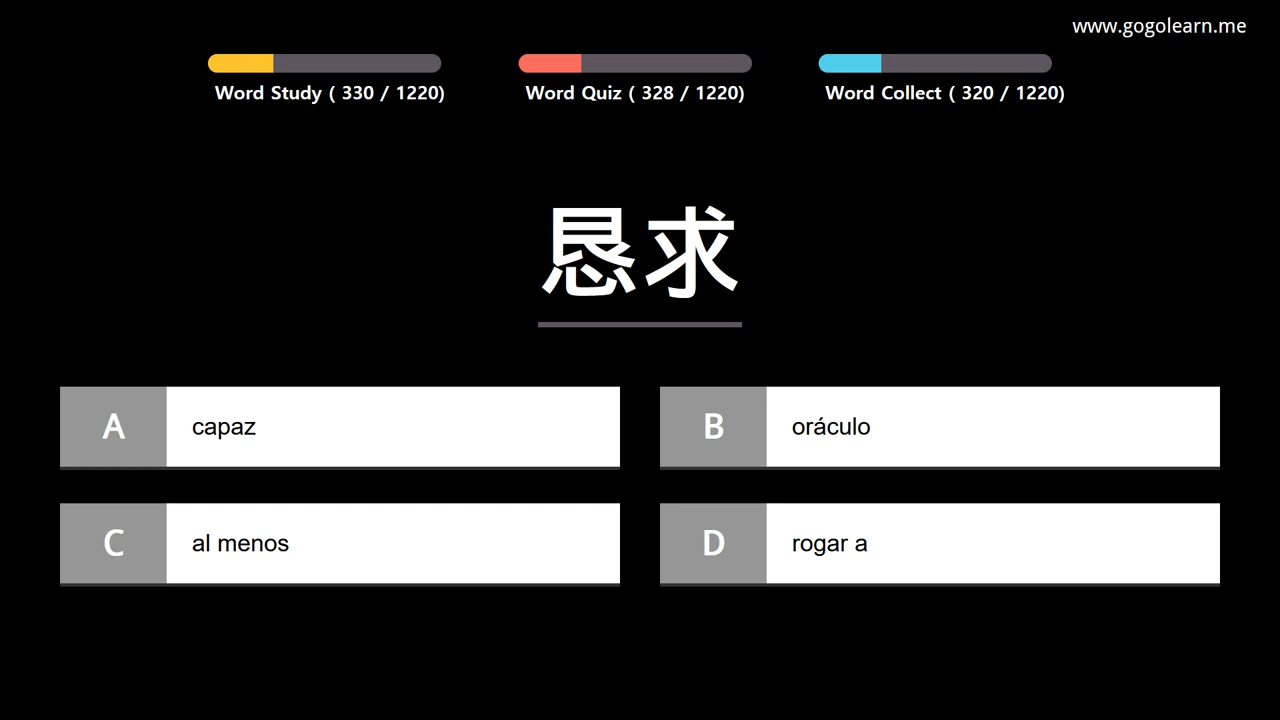 www.gogolearn.me
Word Study ( 330 / 1220)
Word Quiz ( 328 / 1220)
Word Collect ( 320 / 1220)
恳求
A
capaz
B
oráculo
C
al menos
D
rogar a